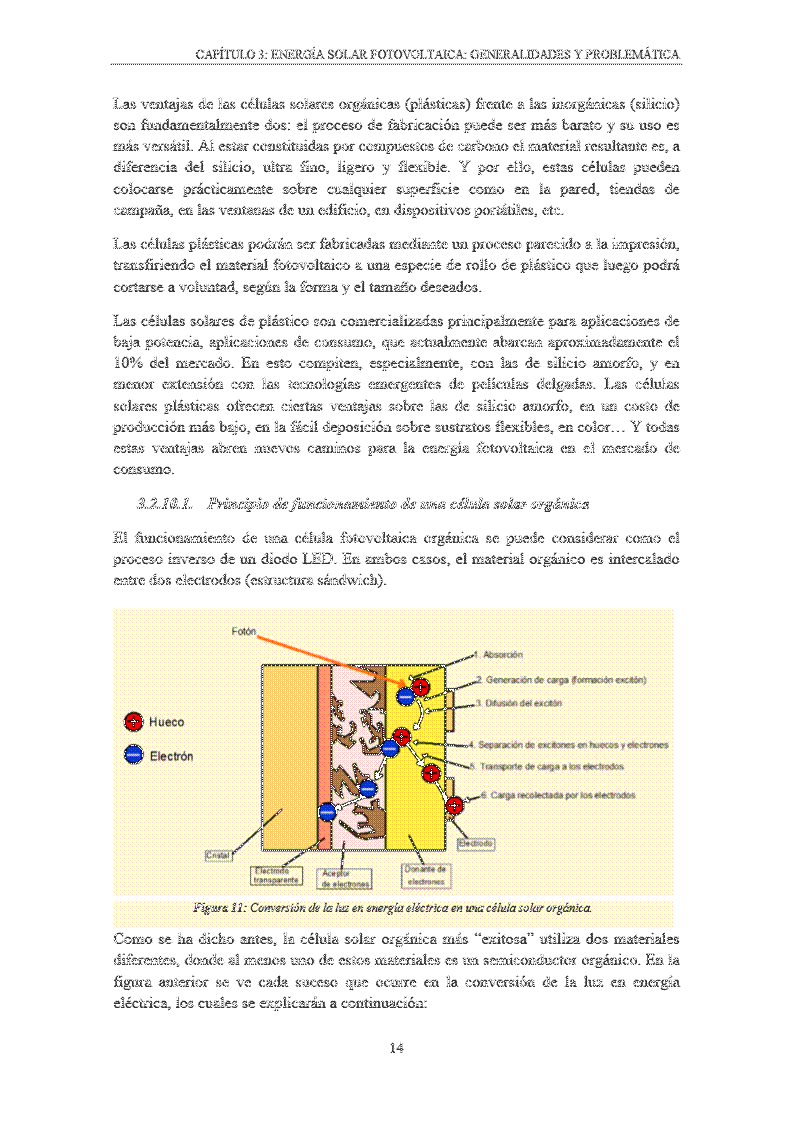 CAPÍTULO 3: ENERGÍA SOLAR FOTOVOLTAICA: GENERALIDADES Y PROBLEMÁTICA
Las ventajas de las células solares orgánicas (plásticas) frente a las inorgánicas (silicio)
son fundamentalmente dos: el proceso de fabricación puede ser más barato y su uso es
más versátil. Al estar constituidas por compuestos de carbono el material resultante es, a
diferencia del silicio, ultra fino, ligero y flexible. Y por ello, estas células pueden
colocarse prácticamente sobre cualquier superficie como en la pared, tiendas de
campaña, en las ventanas de un edificio, en dispositivos portátiles, etc.
Las células plásticas podrán ser fabricadas mediante un proceso parecido a la impresión,
transfiriendo el material fotovoltaico a una especie de rollo de plástico que luego podrá
cortarse a voluntad, según la forma y el tamaño deseados.
Las células solares de plástico son comercializadas principalmente para aplicaciones de
baja potencia, aplicaciones de consumo, que actualmente abarcan aproximadamente el
10% del mercado. En esto compiten, especialmente, con las de silicio amorfo, y en
menor extensión con las tecnologías emergentes de películas delgadas. Las células
solares plásticas ofrecen ciertas ventajas sobre las de silicio amorfo, en un costo de
producción más bajo, en la fácil deposición sobre sustratos flexibles, en color… Y todas
estas ventajas abren nuevos caminos para la energía fotovoltaica en el mercado de
consumo.
3.2.10.1. Principio de funcionamiento de una célula solar orgánica
El funcionamiento de una célula fotovoltaica orgánica se puede considerar como el
proceso inverso de un diodo LED. En ambos casos, el material orgánico es intercalado
entre dos electrodos (estructura sándwich).
Fotón
1. Absorción
2. Generación de carga (formación excitón)
3. Difusión del excitón
Hueco
4. Separación de excitones en huecos y electrones
Electrón
5. Transporte de carga a los electrodos
6. Carga recolectada por los electrodos
Electrodo
Cristal
Electrodo
transparente
Aceptor
de electrones
Donante de
electrones
Figura 11: Conversión de la luz en energía eléctrica en una célula solar orgánica.
Como se ha dicho antes, la célula solar orgánica más “exitosa” utiliza dos materiales
diferentes, donde al menos uno de estos materiales es un semiconductor orgánico. En la
figura anterior se ve cada suceso que ocurre en la conversión de la luz en energía
eléctrica, los cuales se explicarán a continuación:
14